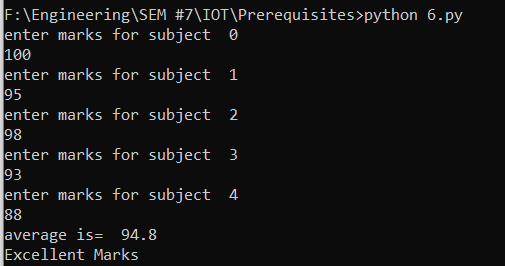 F:\Engineering\SEM #7\IOT\Prerequisites>python 6.py
enter marks for subject  0
100
enter marks for subject  1
95
enter marks for subject  2
98
enter marks for subject  3
93
enter marks for subject  4
88
average is=  94.8
Excellent Marks